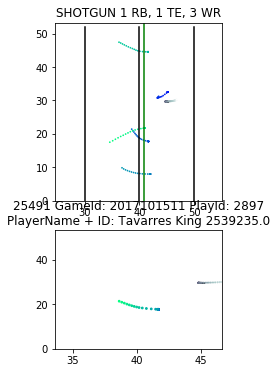 SHOTGUN 1 RB, 1 TE, 3 WR
50
40
30
20
10
0
30 40 50
25491 GameId: 2017101511 PlayId: 2897
PlayerName + ID: Tavarres King 2539235.0
40
20
0
35 40 45